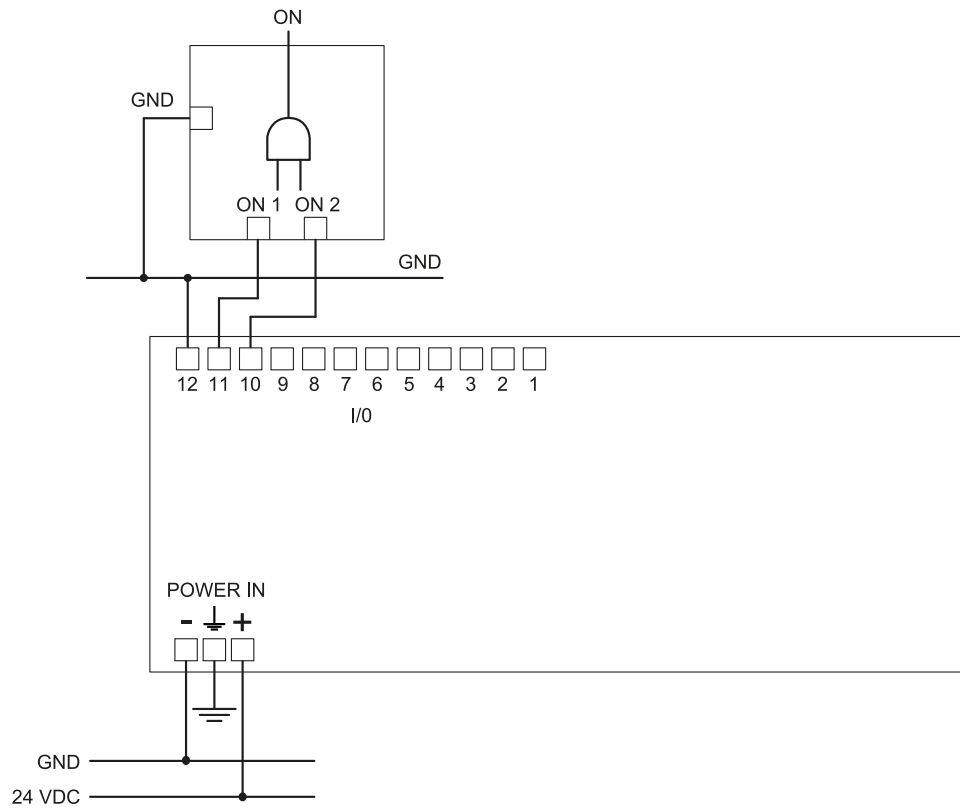 ON
GND
ON 1 ON 2
GND
12 11 10 9 8 7 6 5 4 3 2 1
I/0
POWER IN
- +
GND
24 VDC